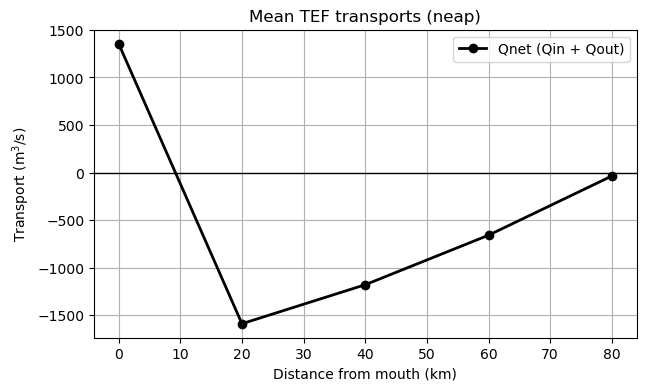 Mean TEF transports (neap)
Qnet (Qin + Qout)
1500
1000
500
0
−500
−1000
−1500
Transport (m³/s)
0 10 20 30 40 50 60 70 80
Distance from mouth (km)